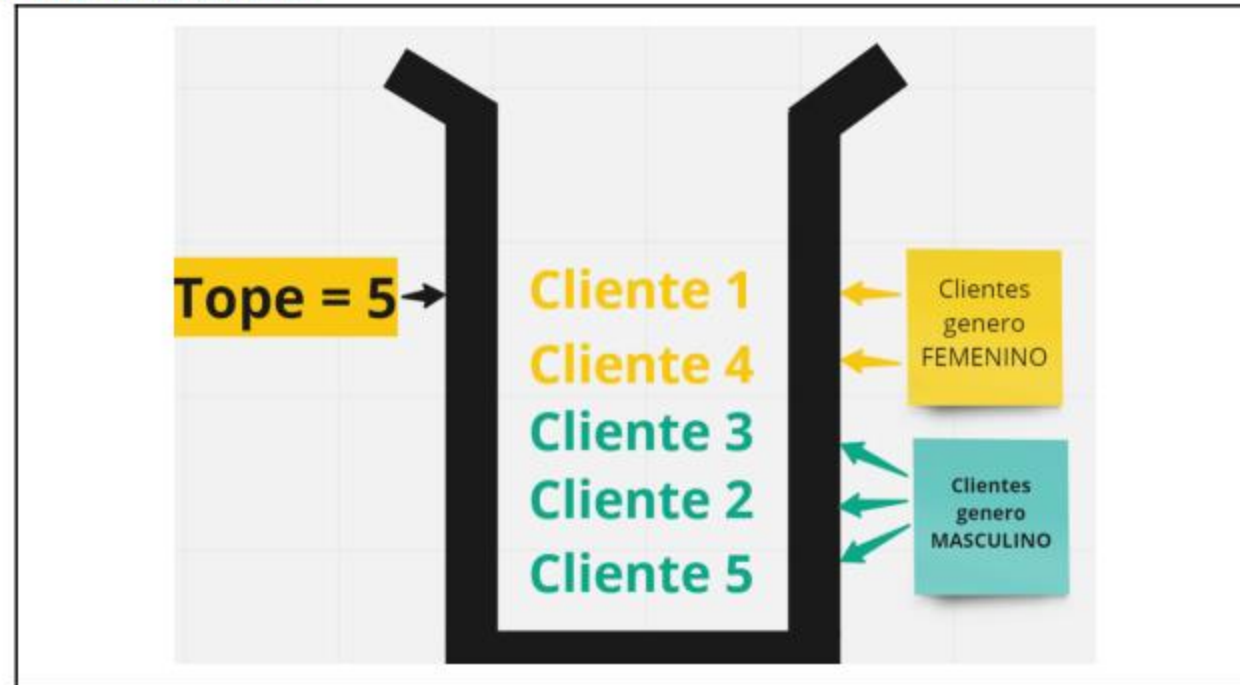 Tope = 5
Cliente 1
Cliente 4
Cliente 3
Cliente 2
Cliente 5
Clientes
genero
FEMENINO
Clientes
genero
MASCULINO